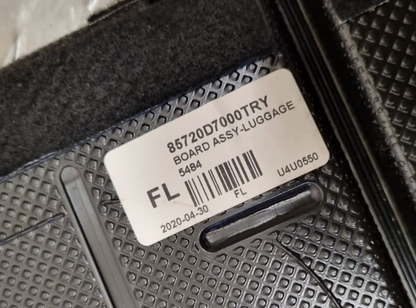 85720D7000TRY
BOARD ASSY-LUGGAGE
5484
FL
U4U0550
2020-04-30
FL